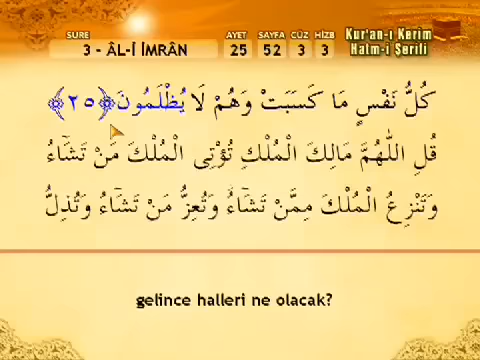 SURE AYET SAYFA CÜZ HİZB
3 - ÂL-İ İMRÂN 25 52 3 3
Kur'an-ı Kerim
Hatm-i Şerifi
كُلُّ نَفْسٍ مَا كَسَبَتْ وَهُمْ لَا يُظْلَمُونَ ﴿٢٥﴾
قُلِ اللّٰهُمَّ مَالِكَ الْمُلْكِ تُؤْتِى الْمُلْكَ مَنْ تَشَٓاءُ
وَتَنْزِعُ الْمُلْكَ مِمَّنْ تَشَٓاءُ وَتُعِزُّ مَنْ تَشَٓاءُ وَتُذِلُّ
gelince halleri ne olacak?